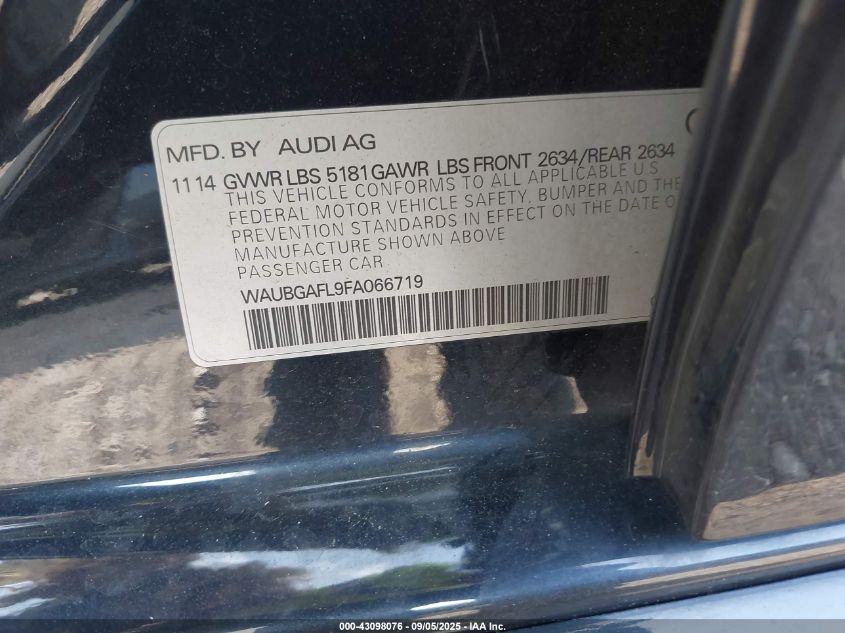 MFD. BY AUDI AG
11 14 GVWR LBS 5181 GAWR LBS FRONT 2634/REAR 2634
THIS VEHICLE CONFORMS TO ALL APPLICABLE U.S
FEDERAL MOTOR VEHICLE SAFETY, BUMPER AND THE
PREVENTION STANDARDS IN EFFECT ON THE DATE O
MANUFACTURE SHOWN ABOVE
PASSENGER CAR
WAUBGAFL9FA066719
000-43098076 - 09/05/2025 - IAA Inc.